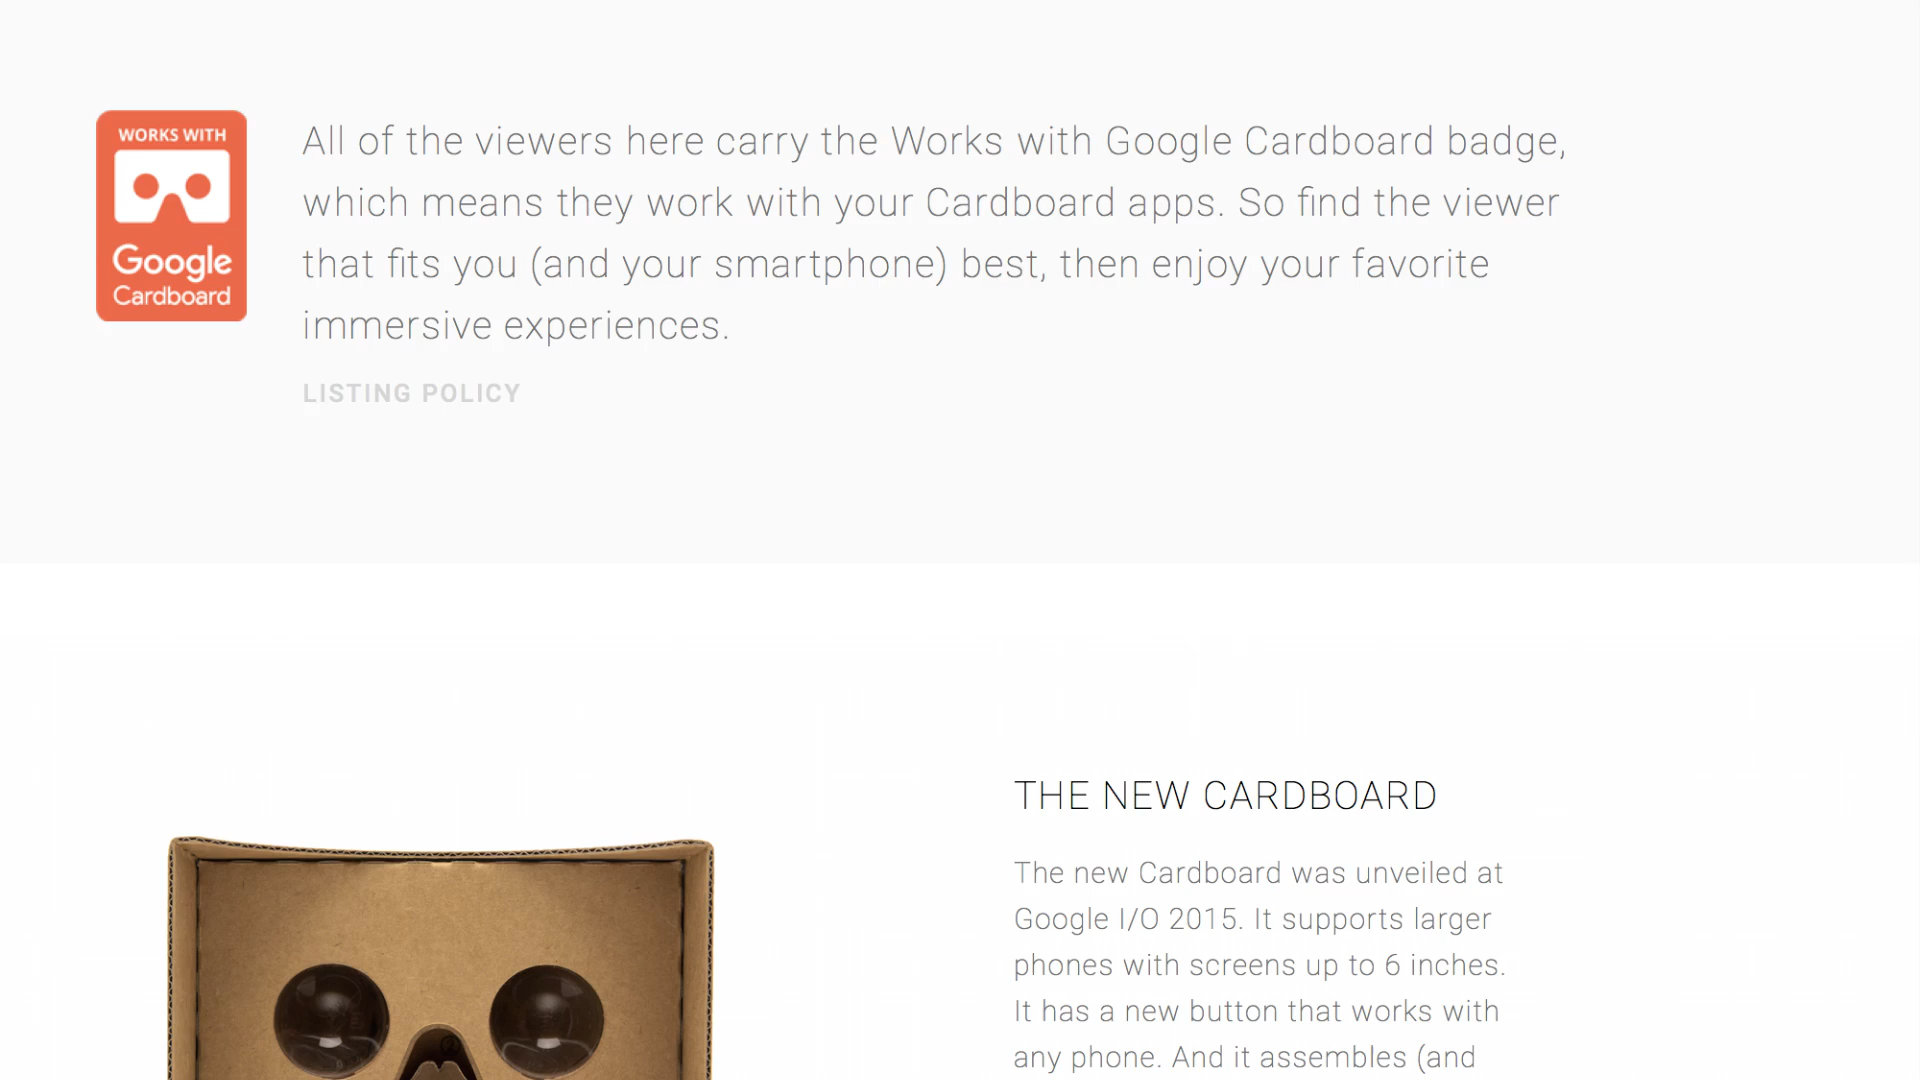 WORKS WITH
Google
Cardboard
All of the viewers here carry the Works with Google Cardboard badge,
which means they work with your Cardboard apps. So find the viewer
that fits you (and your smartphone) best, then enjoy your favorite
immersive experiences.
LISTING POLICY
THE NEW CARDBOARD
The new Cardboard was unveiled at
Google I/O 2015. It supports larger
phones with screens up to 6 inches.
It has a new button that works with
any phone. And it assembles (and